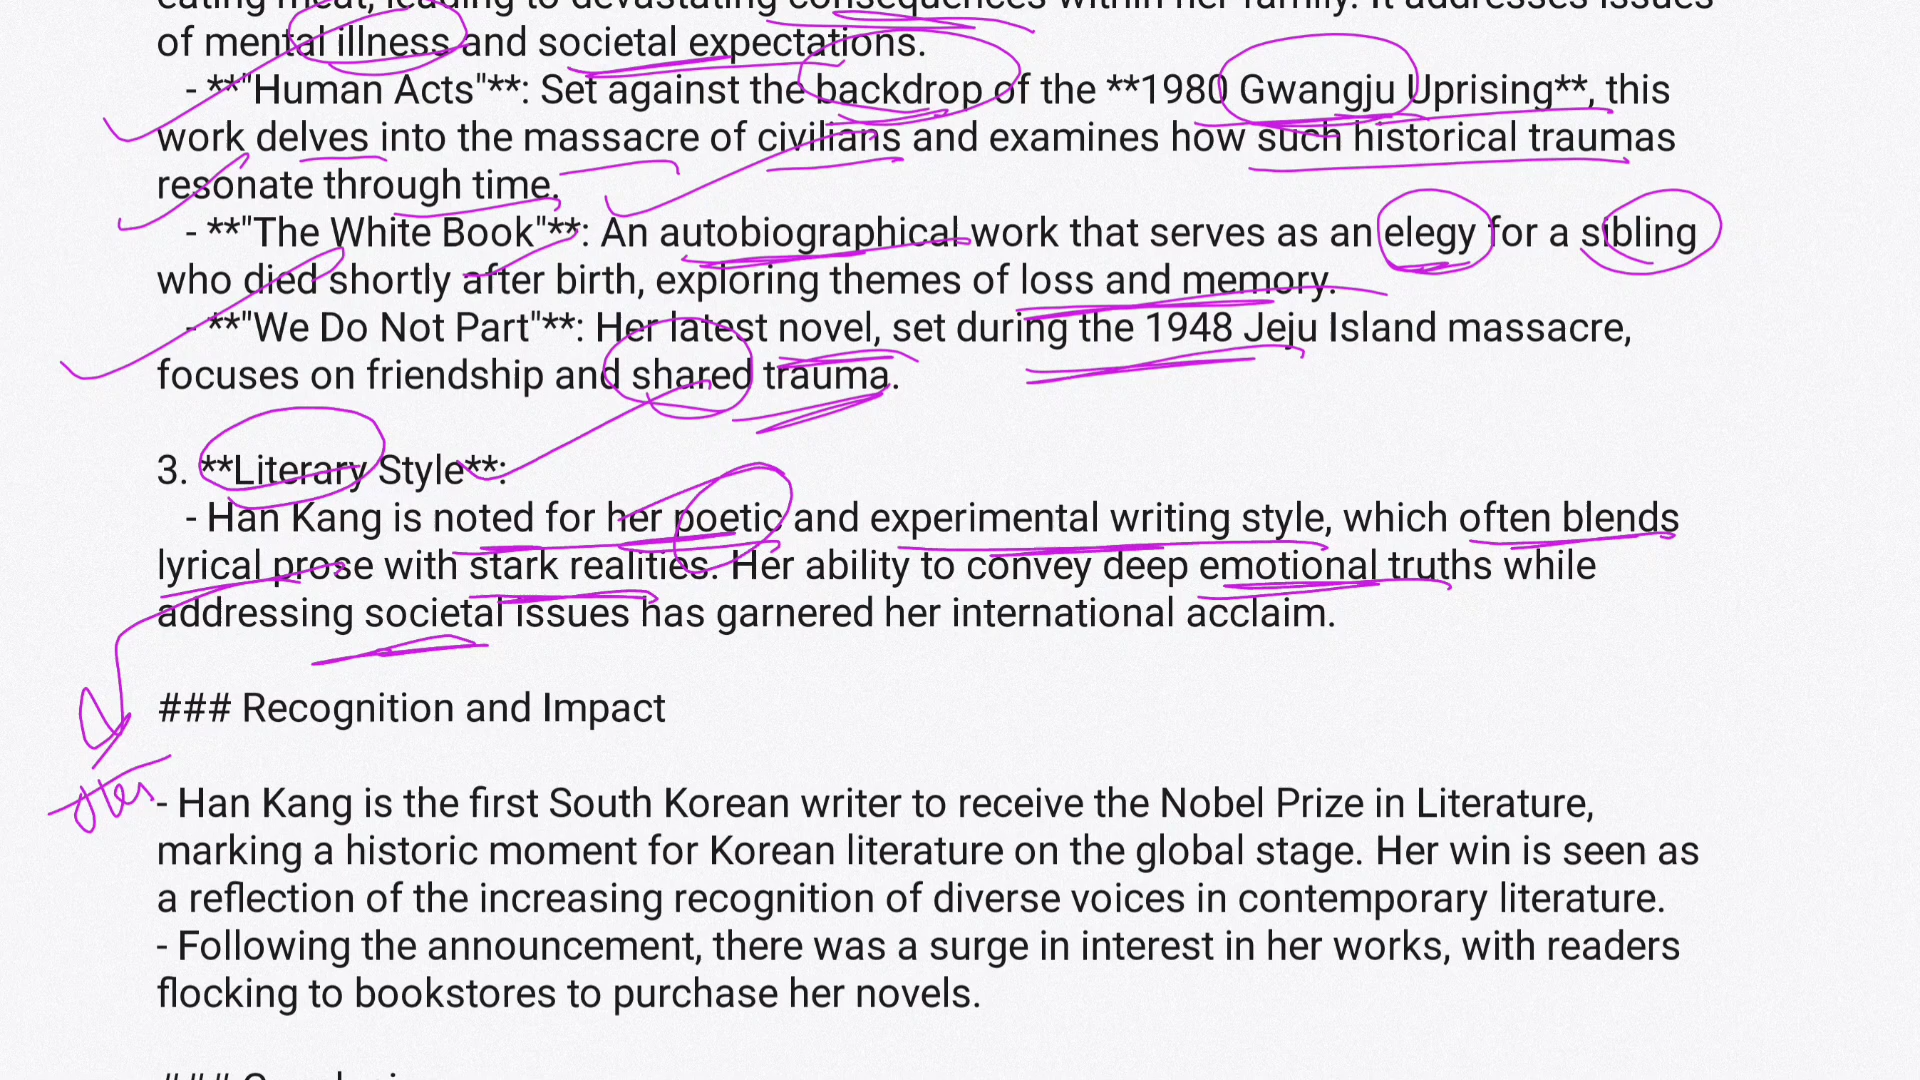 of mental illness and societal expectations.
- **"Human Acts"**: Set against the backdrop of the **1980 Gwangju Uprising**, this
work delves into the massacre of civilians and examines how such historical traumas
resonate through time.
- **"The White Book"**: An autobiographical work that serves as an elegy for a sibling
who died shortly after birth, exploring themes of loss and memory.
- **"We Do Not Part"**: Her latest novel, set during the 1948 Jeju Island massacre,
focuses on friendship and shared trauma.
3. **Literary Style**:
- Han Kang is noted for her poetic and experimental writing style, which often blends
lyrical prose with stark realities. Her ability to convey deep emotional truths while
addressing societal issues has garnered her international acclaim.
### Recognition and Impact
- Han Kang is the first South Korean writer to receive the Nobel Prize in Literature,
marking a historic moment for Korean literature on the global stage. Her win is seen as
a reflection of the increasing recognition of diverse voices in contemporary literature.
- Following the announcement, there was a surge in interest in her works, with readers
flocking to bookstores to purchase her novels.